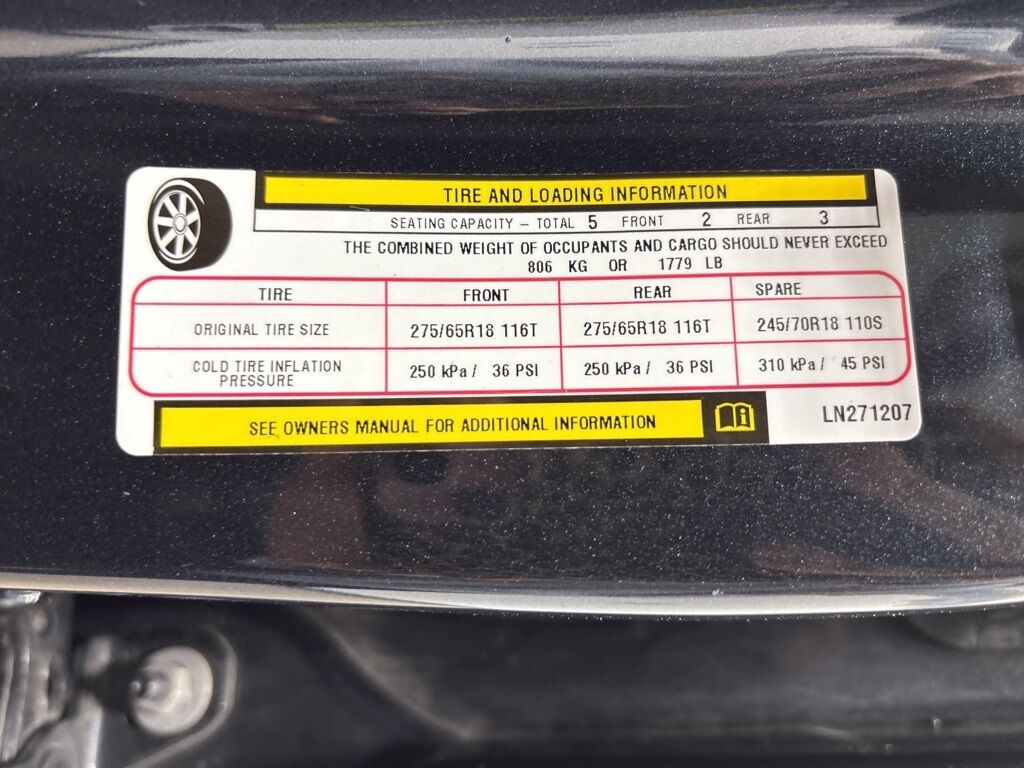 TIRE AND LOADING INFORMATION
SEATING CAPACITY – TOTAL 5 FRONT 2 REAR 3
THE COMBINED WEIGHT OF OCCUPANTS AND CARGO SHOULD NEVER EXCEED
806 KG OR 1779 LB
TIRE FRONT REAR SPARE
ORIGINAL TIRE SIZE 275/65R18 116T 275/65R18 116T 245/70R18 110S
COLD TIRE INFLATION PRESSURE 250 kPa / 36 PSI 250 kPa / 36 PSI 310 kPa / 45 PSI
SEE OWNERS MANUAL FOR ADDITIONAL INFORMATION
LN271207